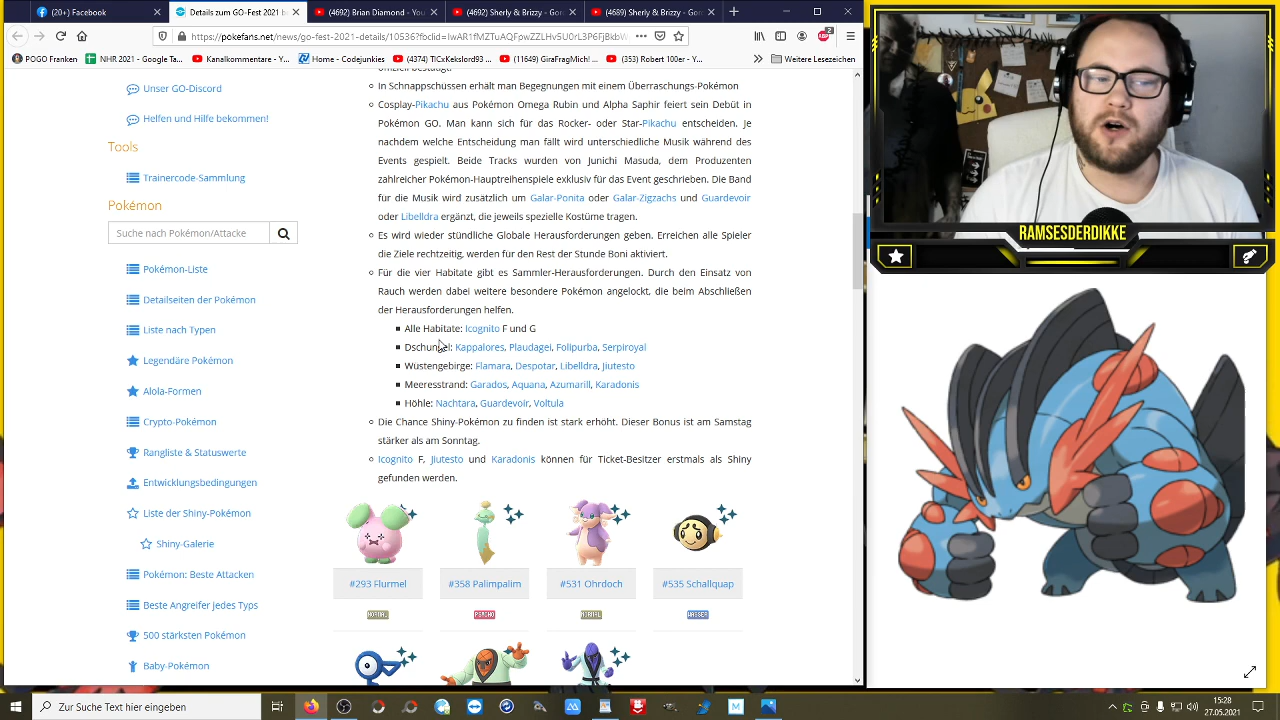 (20+) Facebook
Details zum GO-Fest 2021 b
(4692) Brian Diamond - You
(4692) Sherly & Brizzy - Gon
(4689) Sherly & Brizzy - Gon
https://pokefans.net
2
POGO Franken
NHR 2021 - Google Ta...
Kanalkommentare - Yo...
Home - Codejunkies
(4374) TiCxKekslord93 ...
(11649) GiraFragMich! ...
(353) Robert 100er - Y...
Weitere Lesezeichen
Unser GO-Discord
Helfen und Hilfe bekommen!
Tools
Trainercode-Sammlung
Pokémon
Suche nach Pokémon/Attacke
Pokémon-Liste
Detailseiten der Pokémon
Liste nach Typen
Legendäre Pokémon
Alola-Formen
Crypto-Pokémon
Rangliste & Statuswerte
Entwicklungsbedingungen
Liste der Shiny-Pokémon
Shiny-Galerie
Pokémon: Beste Attacken
Beste Angreifer jedes Typs
500 stärksten Pokémon
Baby-Pokémon
In Schnappschüssen erhält man Begegnungen mit einem Überraschungs-Pokémon
Cosplay-Pikachu aus Pokémon Omega Rubin und Alpha Saphir feiert sein Debüt in
Pokémon GO. Man kann sich für das Rocker- oder Star-Pikachu entscheiden. Je
nachdem welche Entscheidung man fällt wird unterschiedliche Musik während des
Events gespielt. Beide Tracks wurden von Junichi Masuda, dem Produzenten
zahlreicher Pokémon-Hauptreihenspiele exklusiv für das Event geschrieben. Die Band
für die Musik wird zusätzlich um Galar-Ponita oder Galar-Zigzachs und Guardevoir
oder Libelldra ergänzt, die jeweils spezielle Kostüme tragen.
Es wird wieder stündliche Globale Herausforderungen geben. Erreichen alle Spieler
die Ziele rechtzeitig, werden für den Rest der Stunde Boni aktiviert.
Für die vier Habitate gibt es Sammler-Herausforderungen. Durch den Einsatz von
Rauch werden dabei weitere besondere Pokémon angelockt, die beim Abschließen
der Herausforderungen helfen.
Alle Habitate: Icognito F und G
Dschungel: Kappalores, Plaudagei, Folipurba, Serpiroyal
Wüstengebirge: Flamara, Despotar, Libelldra, Jiutesto
Meeresstrand: Garados, Aquana, Azumarill, Karadonis
Höhle: Nachtara, Guardevoir, Voltula
Die Chance Shiny-Pokémon zu finden ist stark erhöht. Dieser Bonus ist am Samstag
stärker als am Sonntag.
Icognito F, Jiutesto und Karadonis können für Ticket-Besitzer erstmals als Shiny
gefunden werden.
#293 Flurmel
#358 Palimpalim
#531 Ohrdoch
#535 Schallquap
NORMAL
PSYCHO
NORMAL
WASSER
RAMSESDERDIKKE
Zur Suche Text hier eingeben
15:28
27.05.2021